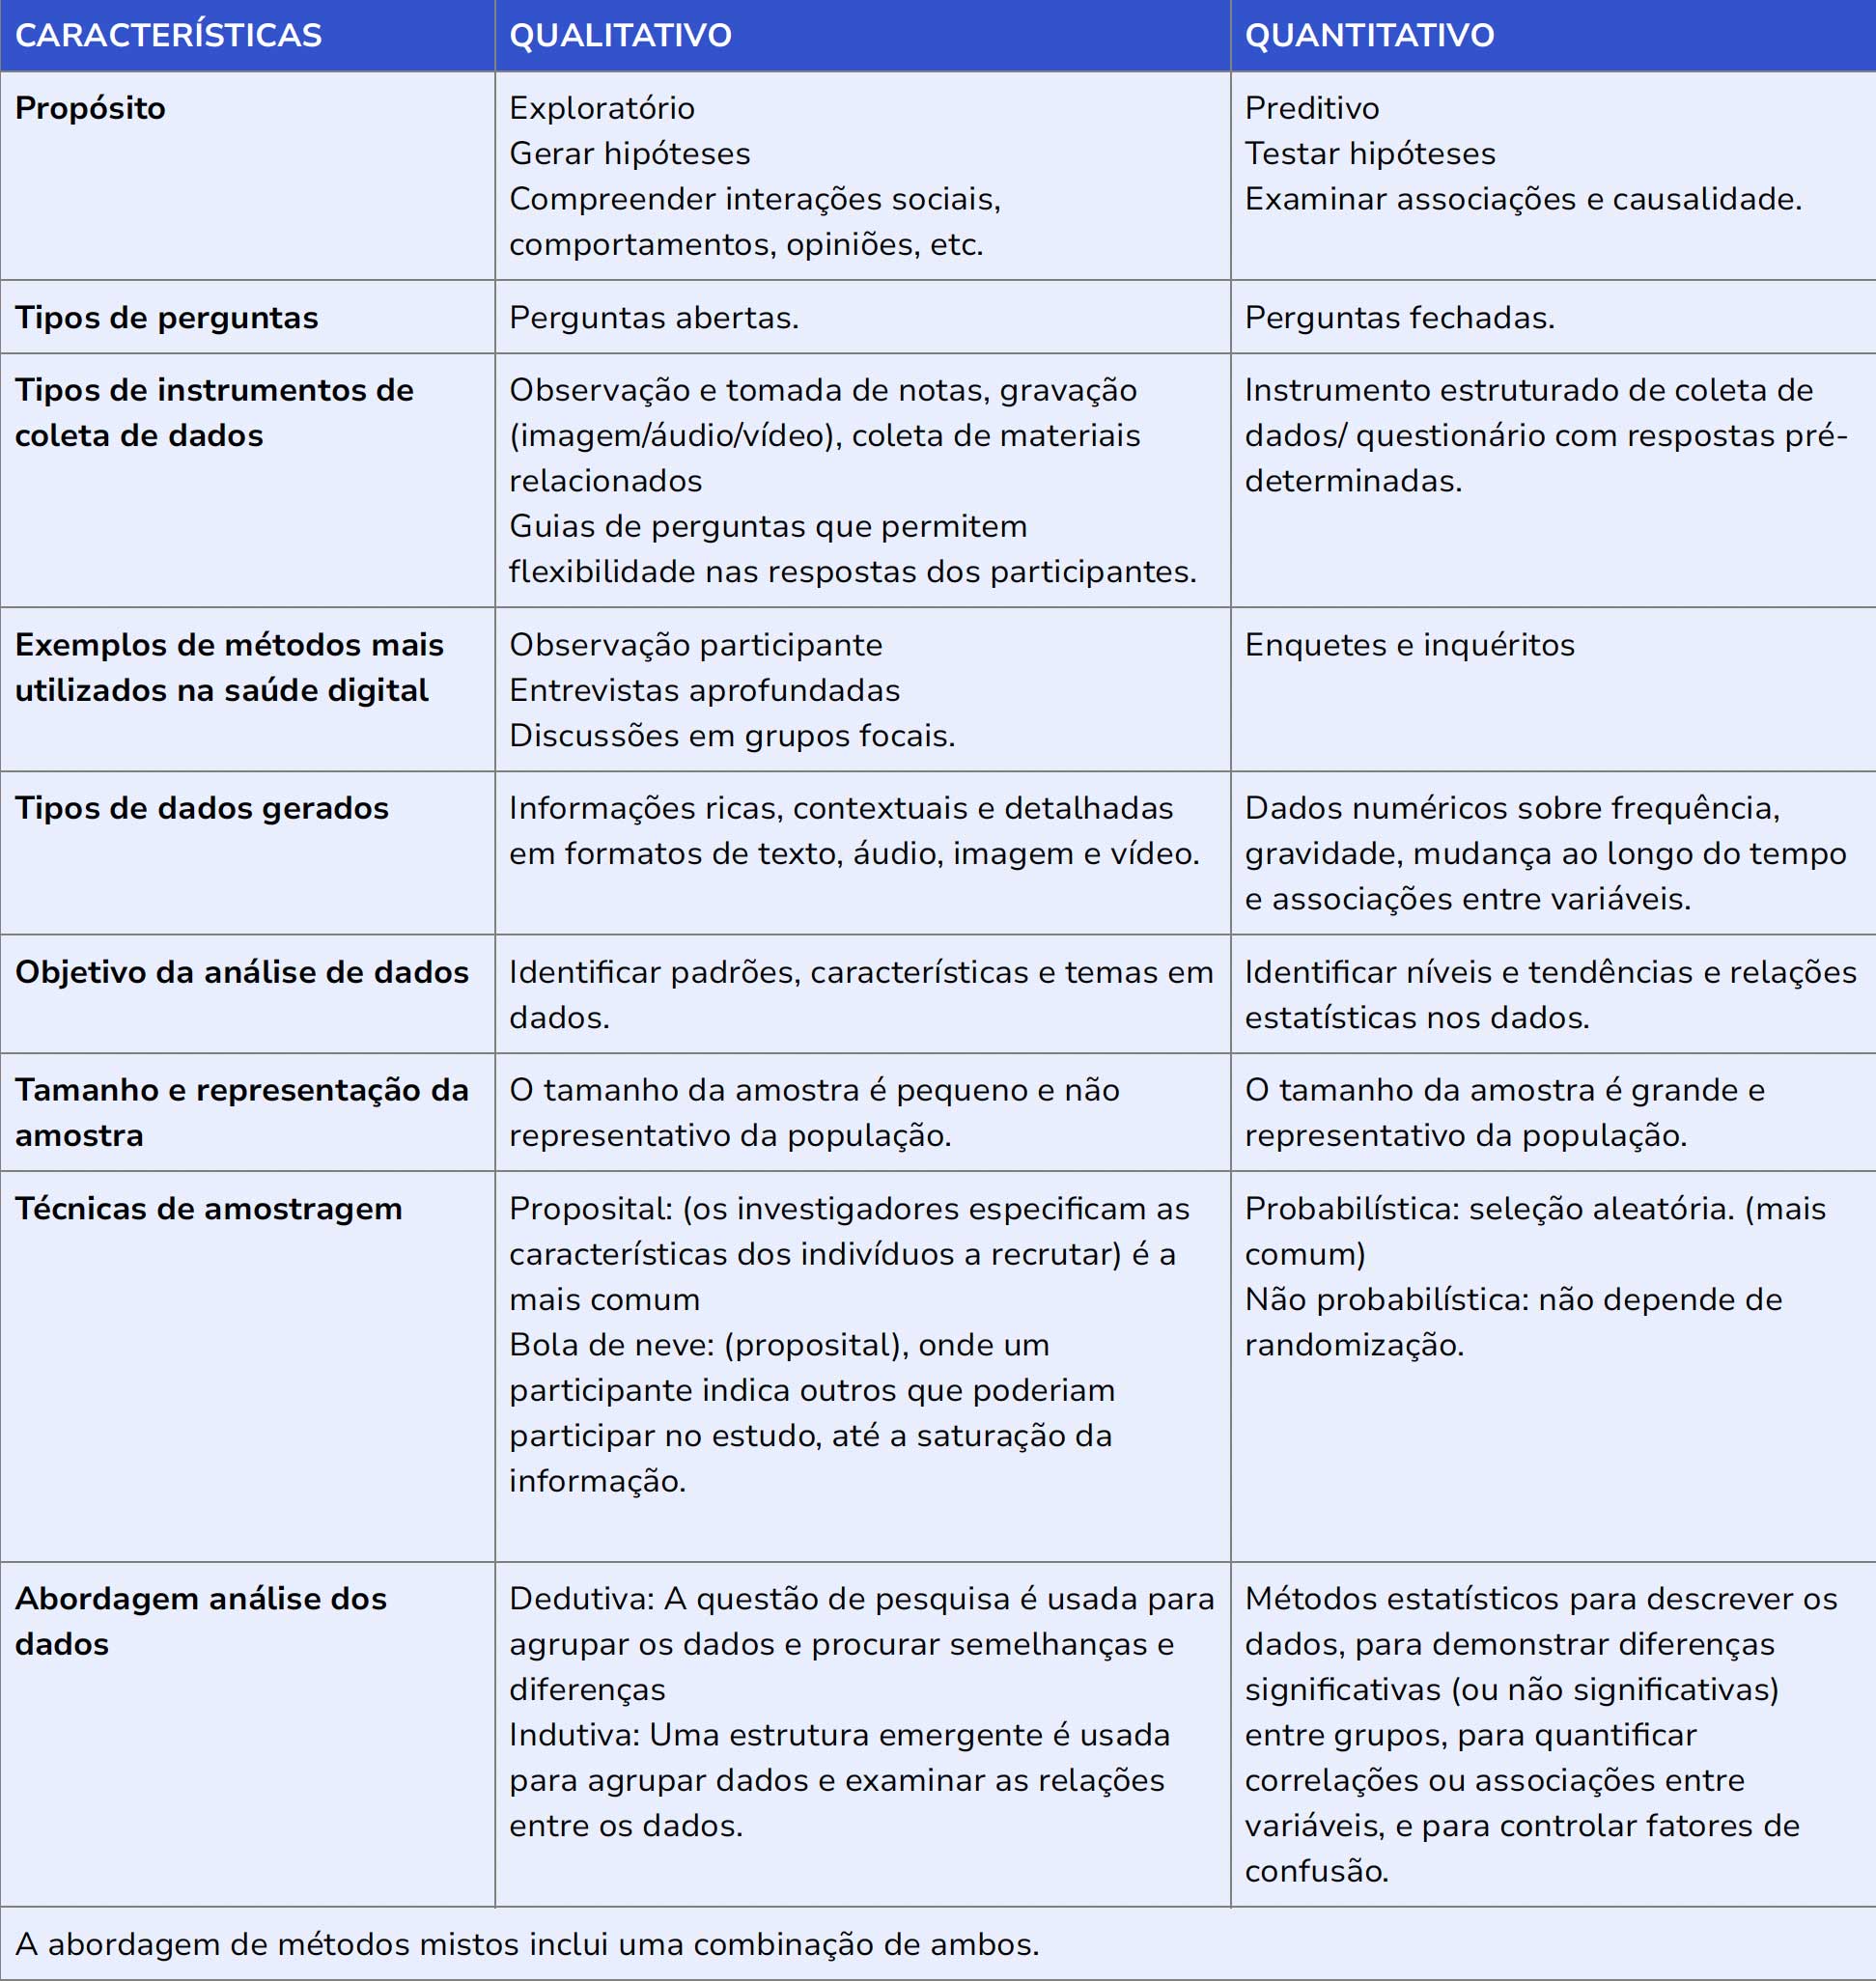 CARACTERÍSTICAS
QUALITATIVO
QUANTITATIVO
Propósito
Exploratório
Gerar hipóteses
Compreender interações sociais,
comportamentos, opiniões, etc.
Preditivo
Testar hipóteses
Examinar associações e causalidade.
Tipos de perguntas
Perguntas abertas.
Perguntas fechadas.
Tipos de instrumentos de
coleta de dados
Observação e tomada de notas, gravação
(imagem/áudio/vídeo), coleta de materiais
relacionados
Guias de perguntas que permitem
flexibilidade nas respostas dos participantes.
Instrumento estruturado de coleta de
dados/ questionário com respostas pré-
determinadas.
Exemplos de métodos mais
utilizados na saúde digital
Observação participante
Entrevistas aprofundadas
Discussões em grupos focais.
Enquetes e inquéritos
Tipos de dados gerados
Informações ricas, contextuais e detalhadas
em formatos de texto, áudio, imagem e vídeo.
Dados numéricos sobre frequência,
gravidade, mudança ao longo do tempo
e associações entre variáveis.
Objetivo da análise de dados
Identificar padrões, características e temas em
dados.
Identificar níveis e tendências e relações
estatísticas nos dados.
Tamanho e representação da
amostra
O tamanho da amostra é pequeno e não
representativo da população.
O tamanho da amostra é grande e
representativo da população.
Técnicas de amostragem
Proposital: (os investigadores especificam as
características dos indivíduos a recrutar) é a
mais comum
Bola de neve: (proposital), onde um
participante indica outros que poderiam
participar no estudo, até a saturação da
informação.
Probabilística: seleção aleatória. (mais
comum)
Não probabilística: não depende de
randomização.
Abordagem análise dos
dados
Dedutiva: A questão de pesquisa é usada para
agrupar os dados e procurar semelhanças e
diferenças
Indutiva: Uma estrutura emergente é usada
para agrupar dados e examinar as relações
entre os dados.
Métodos estatísticos para descrever os
dados, para demonstrar diferenças
significativas (ou não significativas)
entre grupos, para quantificar
correlações ou associações entre
variáveis, e para controlar fatores de
confusão.
A abordagem de métodos mistos inclui uma combinação de ambos.